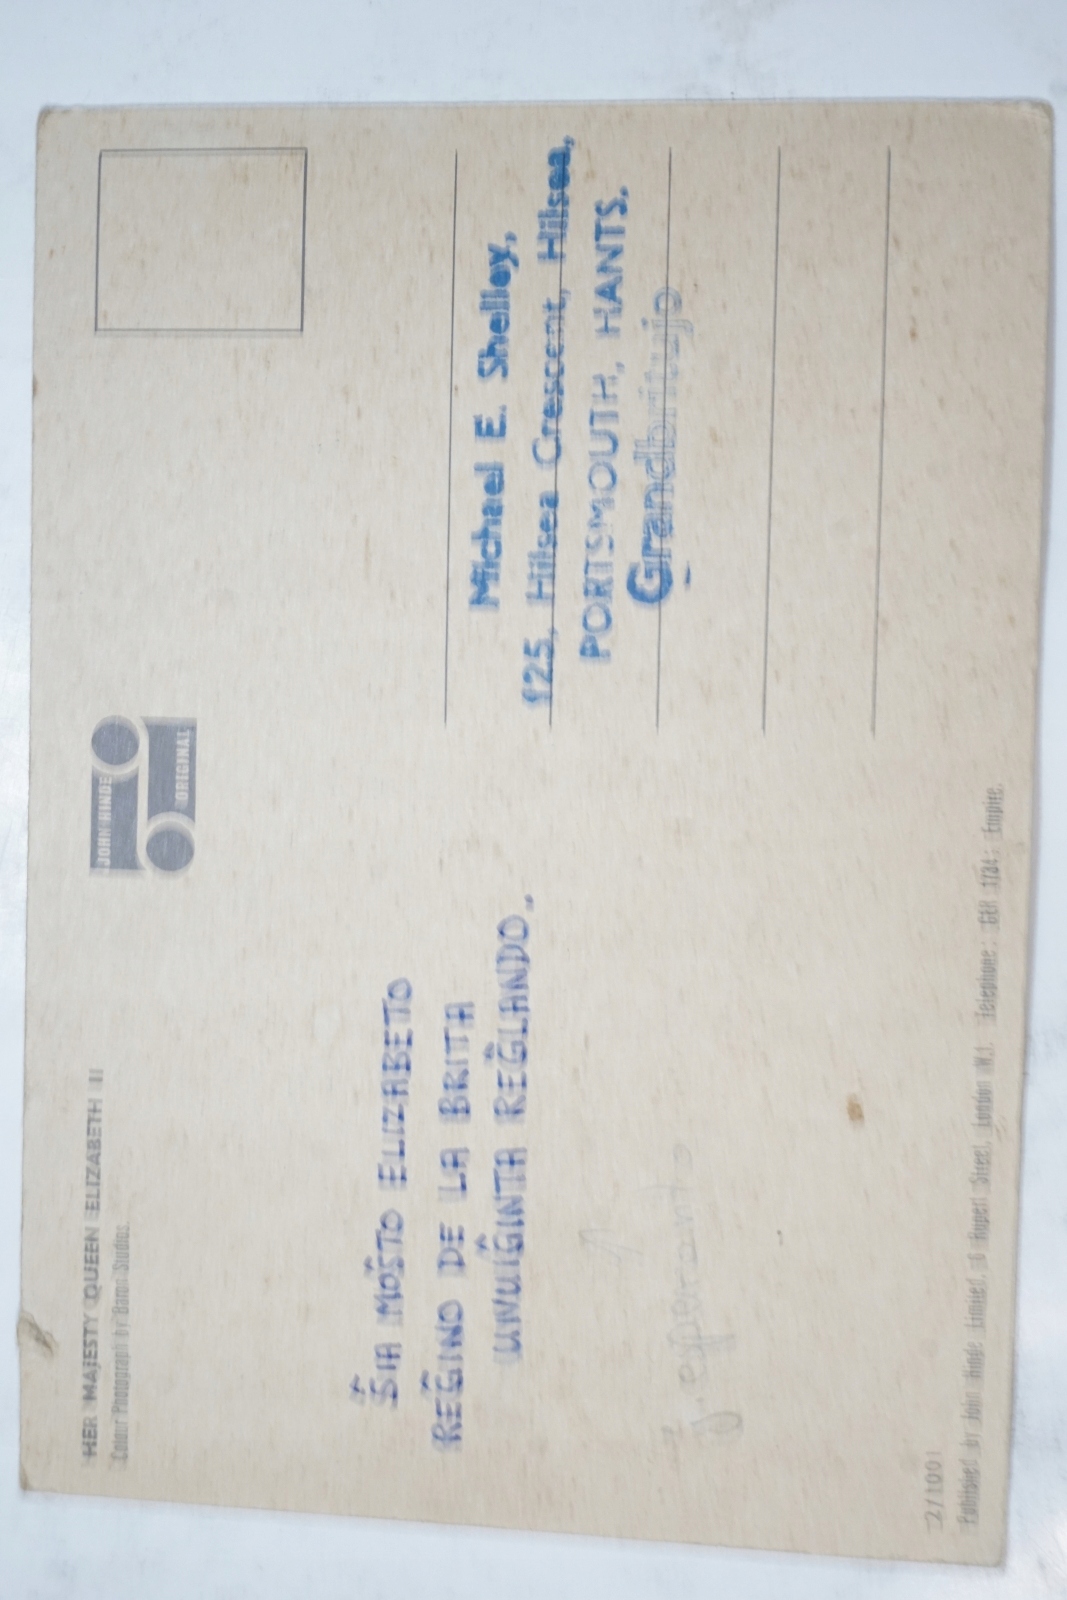 HER MAJESTY QUEEN ELIZABETH II
Colour Photograph by Baron Studios.
JOHN HINDE
ORIGINAL
ŜIA MOŜTO ELIZABETO
REĜINO DE LA BRITA
UNUIĜINTA REĜLANDO.
esperanto
Michael E. Shelley,
125, Hilsea Crescent, Hilsea,
PORTSMOUTH, HANTS.
Grandbritujo
2/1001
Published by John Hinde Limited, 6 Rupert Street, London W.1. Telephone: GER 1734; Empire.